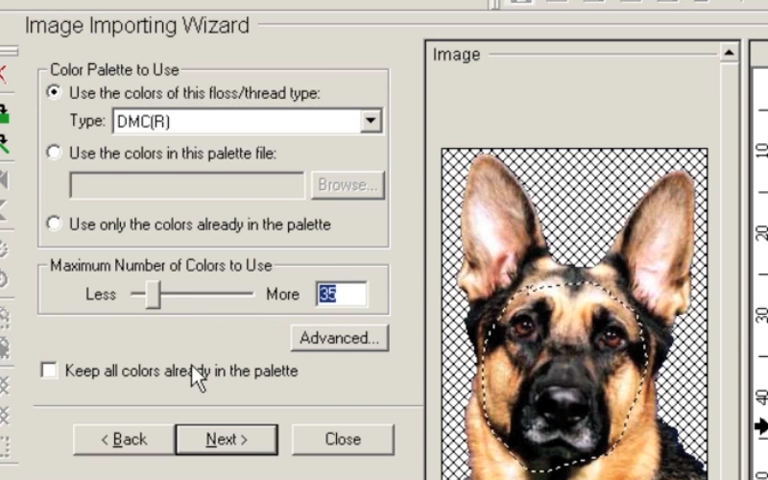 Image Importing Wizard
Image
Color Palette to Use
Use the colors of this floss/thread type:
Type: DMC(R)
Use the colors in this palette file:
Browse...
Use only the colors already in the palette
Maximum Number of Colors to Use
Less More 35
Advanced...
Keep all colors already in the palette
< Back Next > Close
10
20
30
40